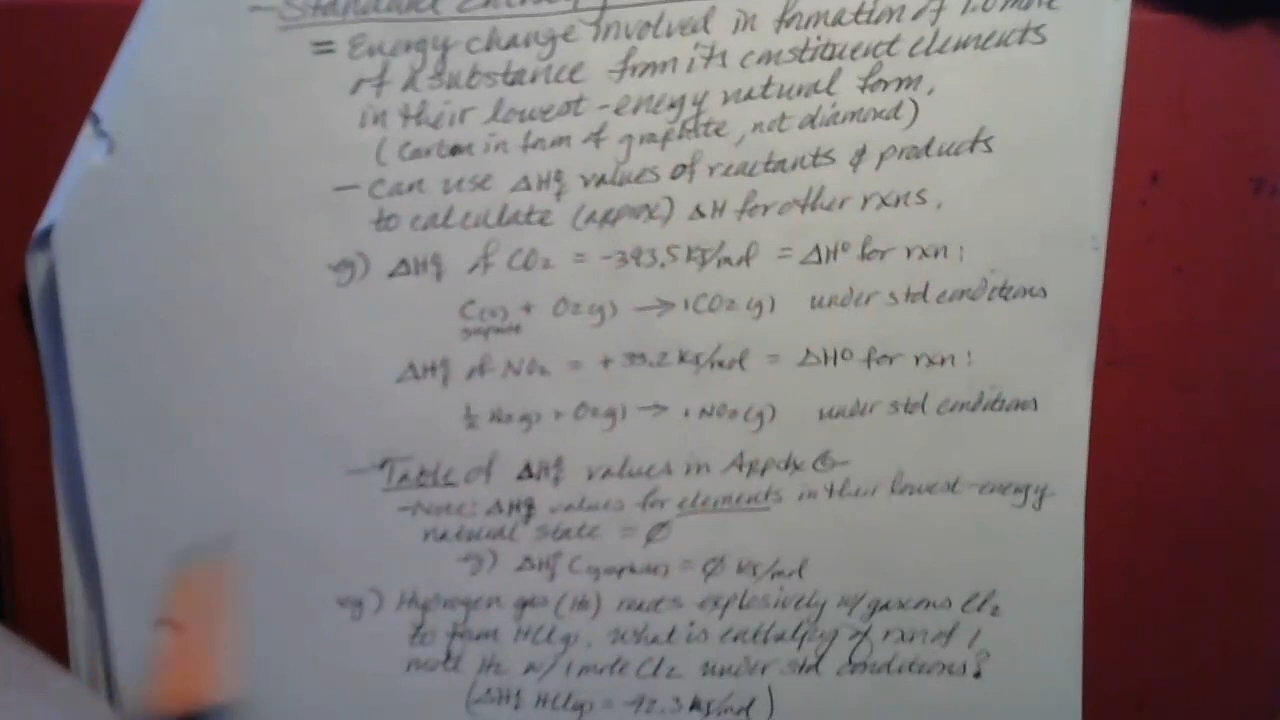 - Standard
= Energy change involved in formation of 1.0 mole
of a substance from its constituent elements
in their lowest-energy natural form.
(Carbon in form of graphite, not diamond)
- Can use ΔH°f values of reactants & products
to calculate (approx) ΔH for other rxns.
eg) ΔH°f of CO2 = -393.5 kJ/mol = ΔH° for rxn:
C(s) + O2(g) → 1 CO2(g) under std conditions
graphite
ΔH°f of NO2 = +33.2 kJ/mol = ΔH° for rxn:
½ N2(g) + O2(g) → 1 NO2(g) under std conditions
- Table of ΔH°f values in Appdx G
- Note: ΔH°f values for elements in their lowest-energy
natural state = Ø
eg) ΔH°f C(graphite) = Ø kJ/mol
eg) Hydrogen gas (H2) reacts explosively w/ gaseous Cl2
to form HCl(g). What is enthalpy of rxn of 1
mole H2 w/ 1 mole Cl2 under std conditions?
(ΔH°f HCl(g) = -92.3 kJ/mol)